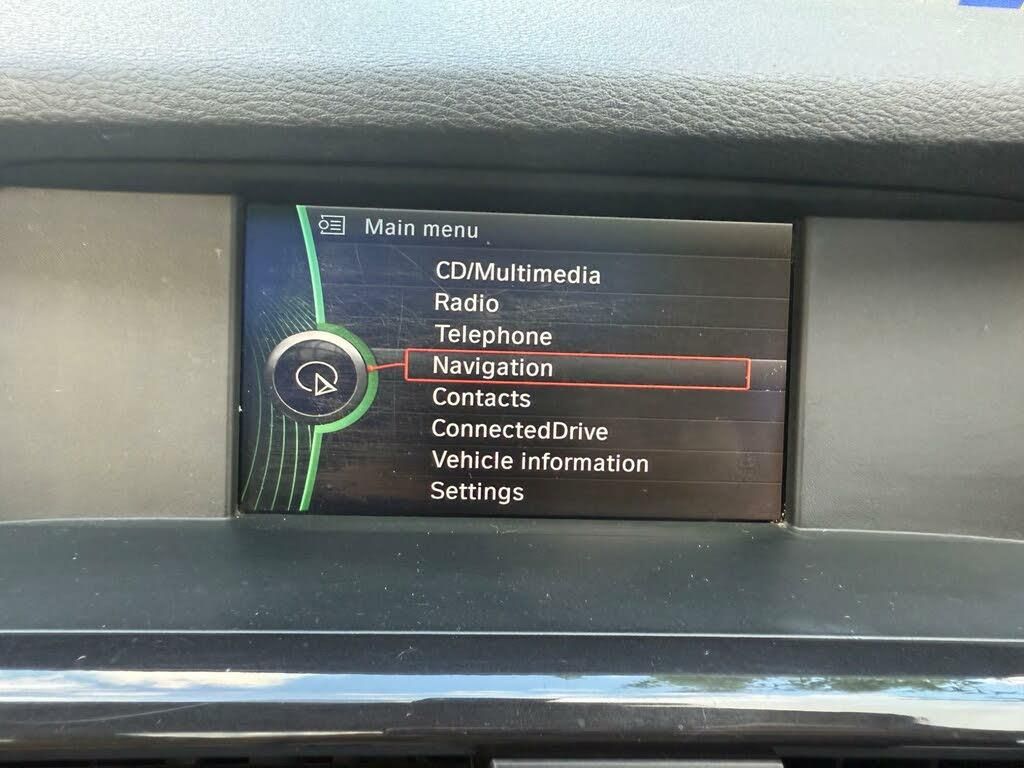 Main menu
CD/Multimedia
Radio
Telephone
Navigation
Contacts
ConnectedDrive
Vehicle information
Settings